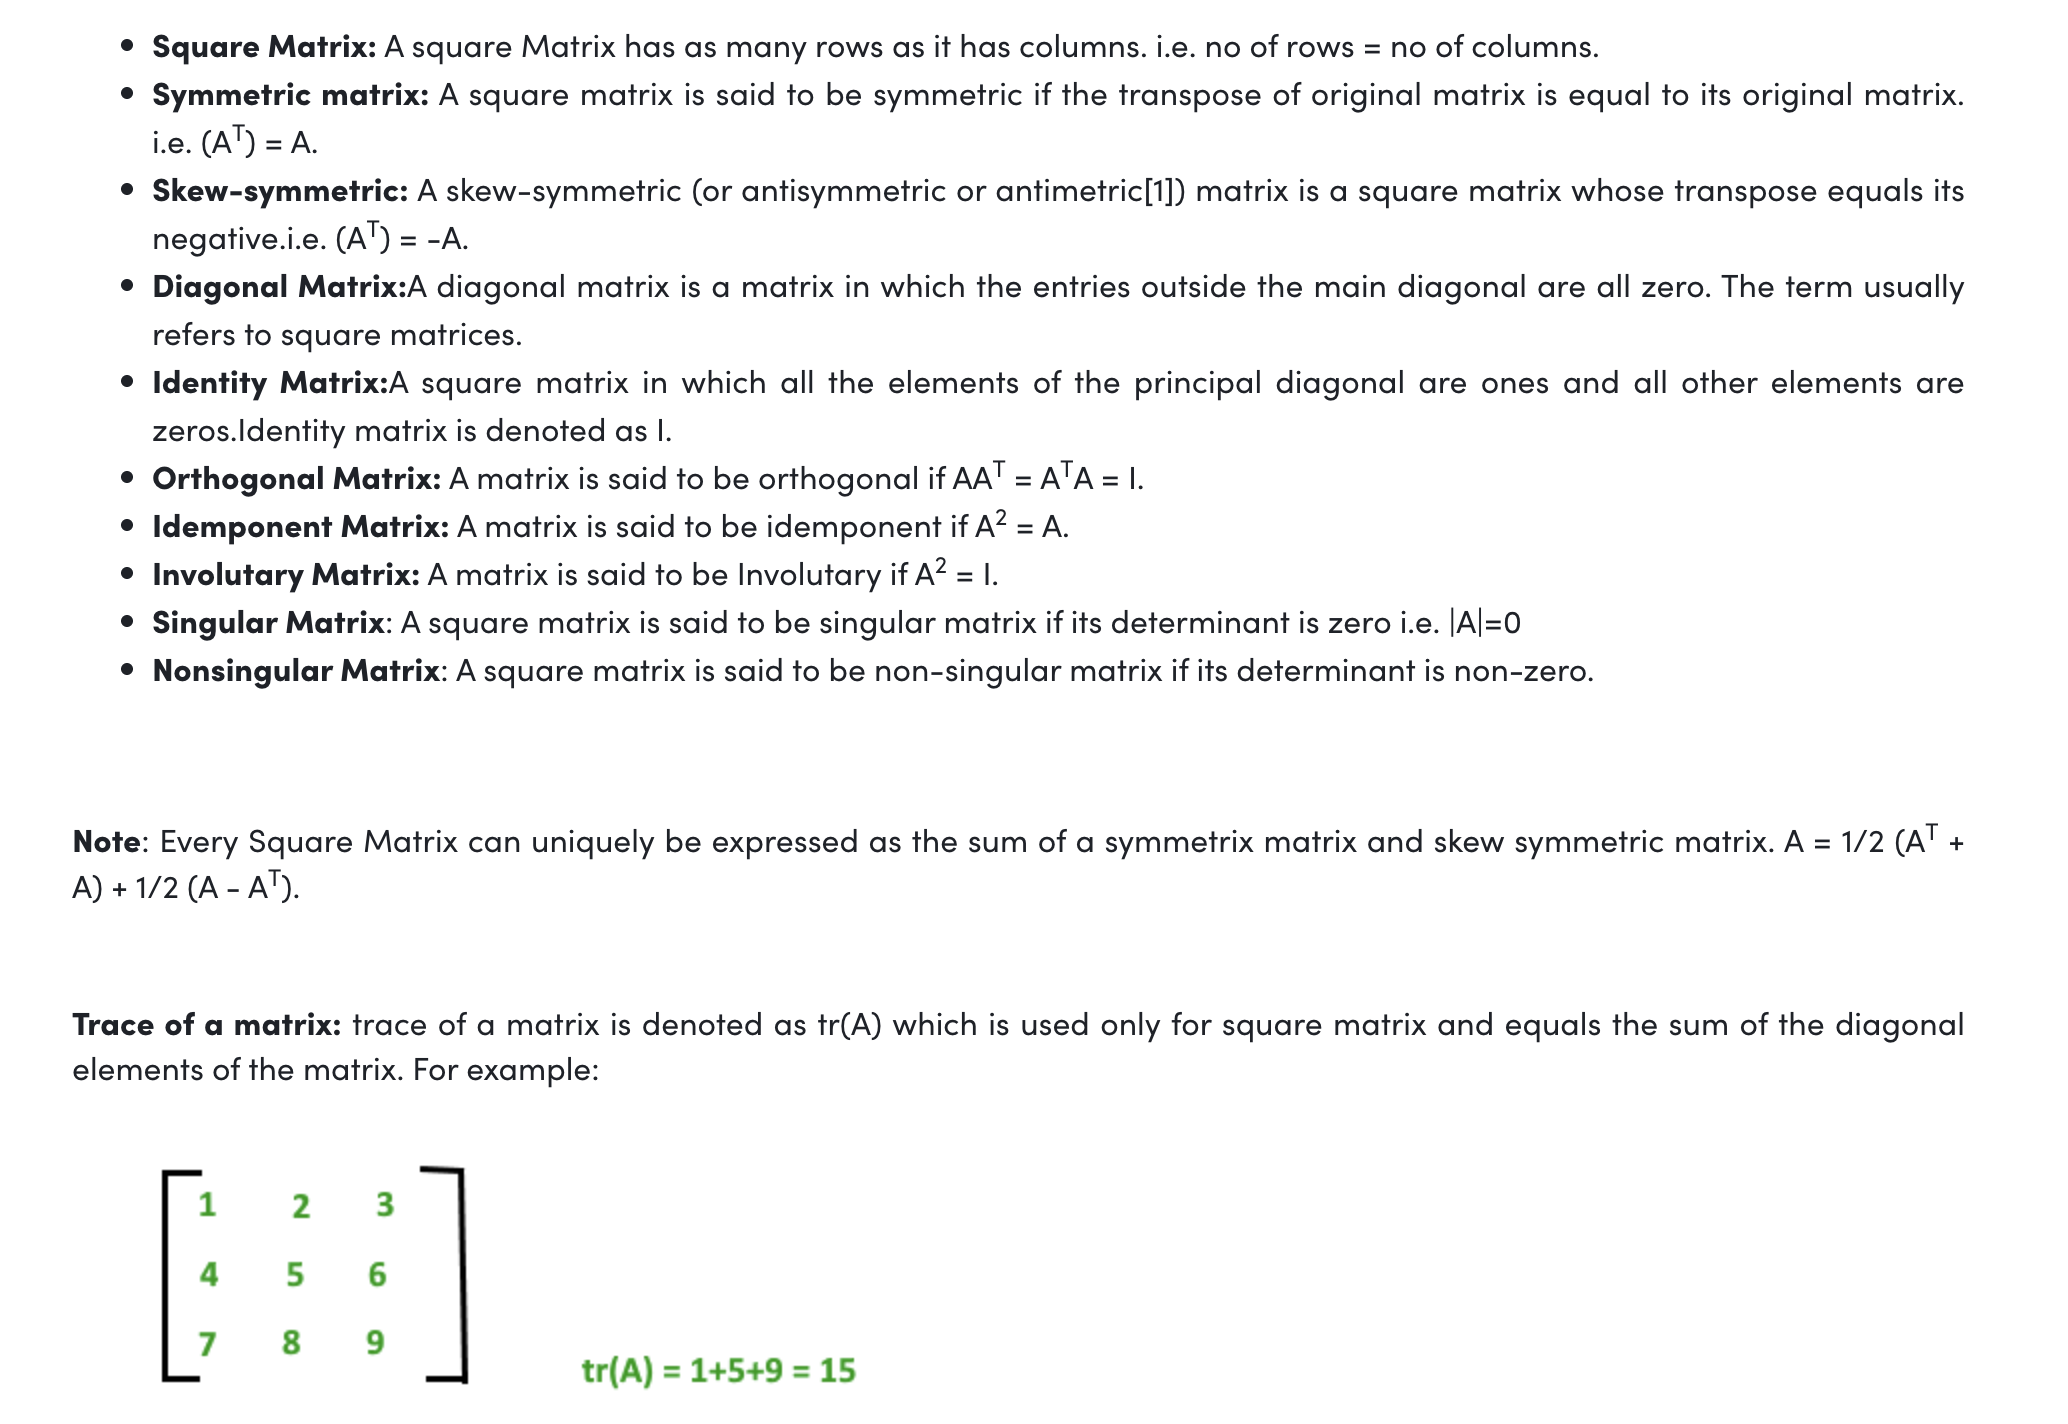 • Square Matrix: A square Matrix has as many rows as it has columns. i.e. no of rows = no of columns.
• Symmetric matrix: A square matrix is said to be symmetric if the transpose of original matrix is equal to its original matrix.
i.e. (Aᵀ) = A.
• Skew-symmetric: A skew-symmetric (or antisymmetric or antimetric[1]) matrix is a square matrix whose transpose equals its
negative.i.e. (Aᵀ) = -A.
• Diagonal Matrix:A diagonal matrix is a matrix in which the entries outside the main diagonal are all zero. The term usually
refers to square matrices.
• Identity Matrix:A square matrix in which all the elements of the principal diagonal are ones and all other elements are
zeros.Identity matrix is denoted as I.
• Orthogonal Matrix: A matrix is said to be orthogonal if AAᵀ = AᵀA = I.
• Idemponent Matrix: A matrix is said to be idemponent if A² = A.
• Involutary Matrix: A matrix is said to be Involutary if A² = I.
• Singular Matrix: A square matrix is said to be singular matrix if its determinant is zero i.e. |A|=0
• Nonsingular Matrix: A square matrix is said to be non-singular matrix if its determinant is non-zero.
Note: Every Square Matrix can uniquely be expressed as the sum of a symmetrix matrix and skew symmetric matrix. A = 1/2 (Aᵀ +
A) + 1/2 (A - Aᵀ).
Trace of a matrix: trace of a matrix is denoted as tr(A) which is used only for square matrix and equals the sum of the diagonal
elements of the matrix. For example:
1 2 3
4 5 6
7 8 9
tr(A) = 1+5+9 = 15